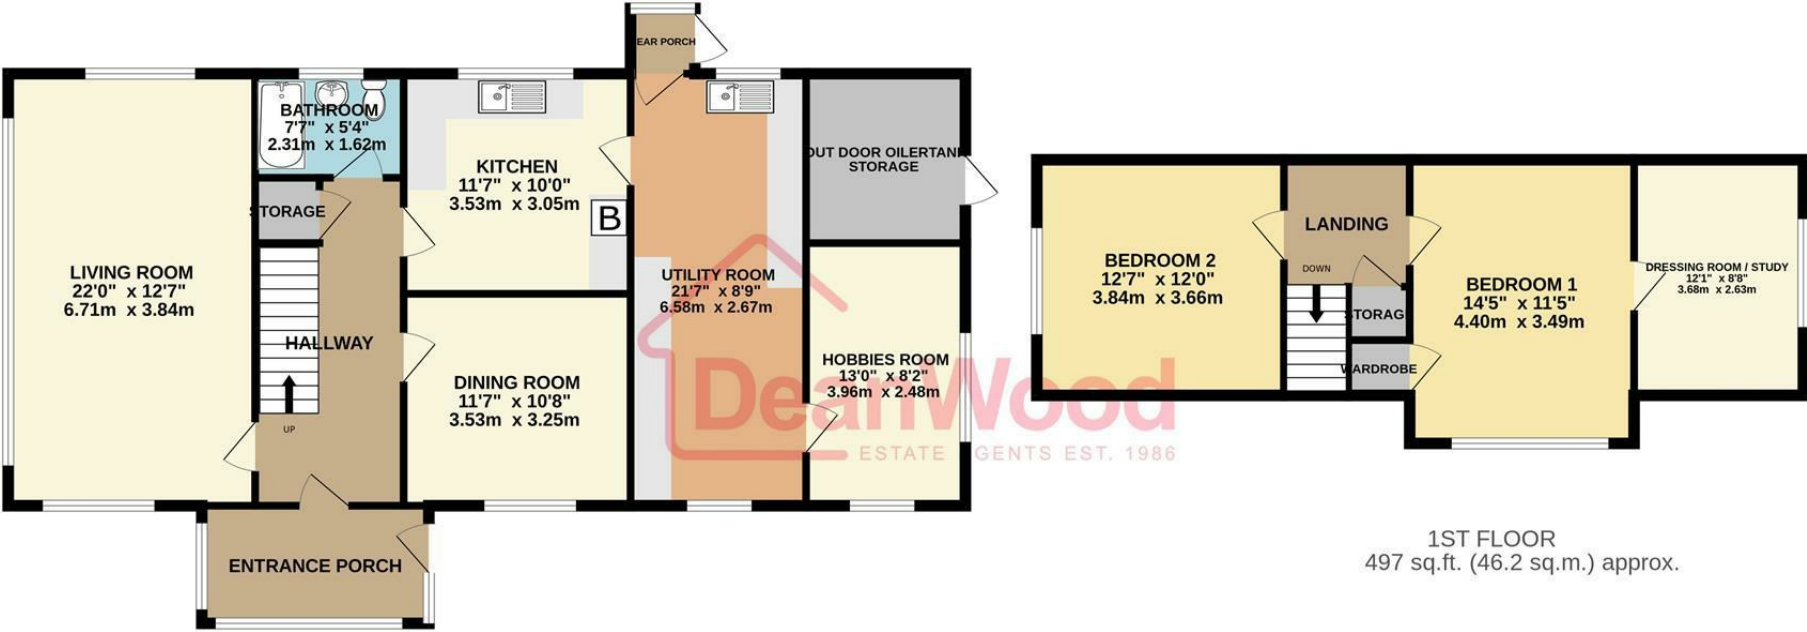 EAR PORCH
BATHROOM
7'7" x 5'4"
2.31m x 1.62m
KITCHEN
11'7" x 10'0"
3.53m x 3.05m
B
OUT DOOR OILERTANK
STORAGE
STORAGE
LIVING ROOM
22'0" x 12'7"
6.71m x 3.84m
UTILITY ROOM
21'7" x 8'9"
6.58m x 2.67m
HALLWAY
UP
DINING ROOM
11'7" x 10'8"
3.53m x 3.25m
HOBBIES ROOM
13'0" x 8'2"
3.96m x 2.48m
ENTRANCE PORCH
DeanWood
ESTATE AGENTS EST. 1986
BEDROOM 2
12'7" x 12'0"
3.84m x 3.66m
LANDING
DOWN
STORAG
WARDROBE
BEDROOM 1
14'5" x 11'5"
4.40m x 3.49m
DRESSING ROOM / STUDY
12'1" x 8'8"
3.68m x 2.63m
1ST FLOOR
497 sq.ft. (46.2 sq.m.) approx.